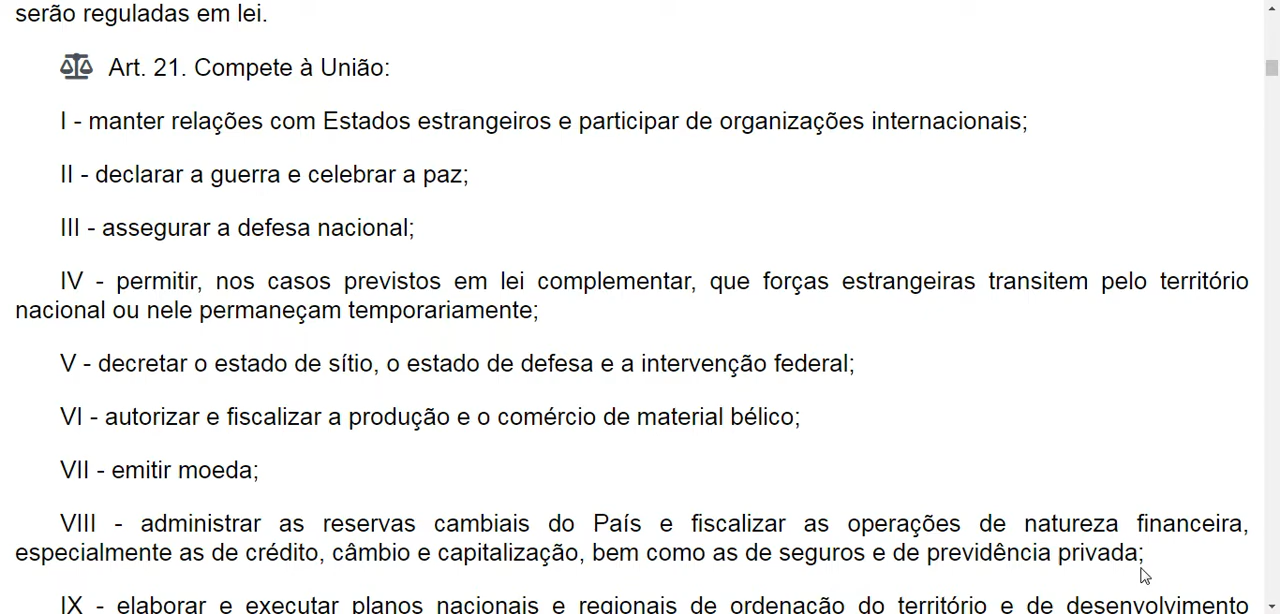 serão reguladas em lei.
Art. 21. Compete à União:
I - manter relações com Estados estrangeiros e participar de organizações internacionais;
II - declarar a guerra e celebrar a paz;
III - assegurar a defesa nacional;
IV - permitir, nos casos previstos em lei complementar, que forças estrangeiras transitem pelo território
nacional ou nele permaneçam temporariamente;
V - decretar o estado de sítio, o estado de defesa e a intervenção federal;
VI - autorizar e fiscalizar a produção e o comércio de material bélico;
VII - emitir moeda;
VIII - administrar as reservas cambiais do País e fiscalizar as operações de natureza financeira,
especialmente as de crédito, câmbio e capitalização, bem como as de seguros e de previdência privada;
IX - elaborar e executar planos nacionais e regionais de ordenação do território e de desenvolvimento